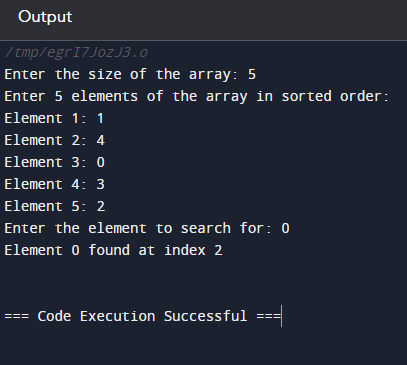 Output
/tmp/egrI7JozJ3.o
Enter the size of the array: 5
Enter 5 elements of the array in sorted order:
Element 1: 1
Element 2: 4
Element 3: 0
Element 4: 3
Element 5: 2
Enter the element to search for: 0
Element 0 found at index 2
=== Code Execution Successful ===